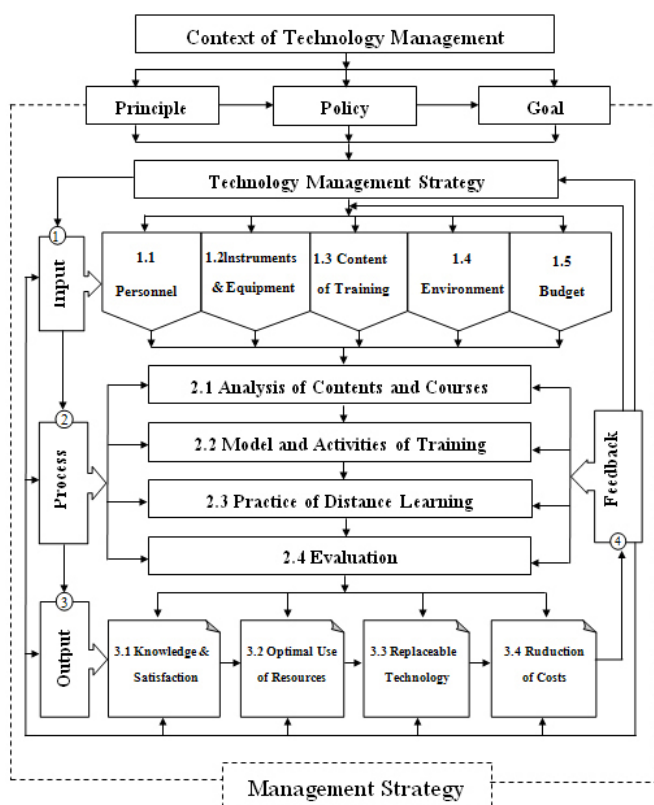 Context of Technology Management
Principle
Policy
Goal
Technology Management Strategy
1
Input
1.1
Personnel
1.2Instruments
& Equipment
1.3 Content
of Training
1.4
Environment
1.5
Budget
2
Process
2.1 Analysis of Contents and Courses
2.2 Model and Activities of Training
2.3 Practice of Distance Learning
2.4 Evaluation
Feedback
4
3
Output
3.1 Knowledge &
Satisfaction
3.2 Optimal Use
of Resources
3.3 Replaceable
Technology
3.4 Ruduction
of Costs
Management Strategy